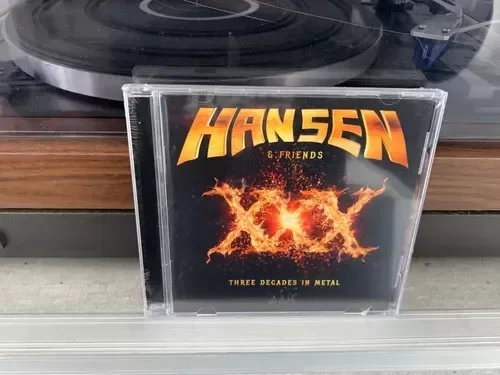 HANSEN
& FRIENDS
XXX
THREE DECADES IN METAL